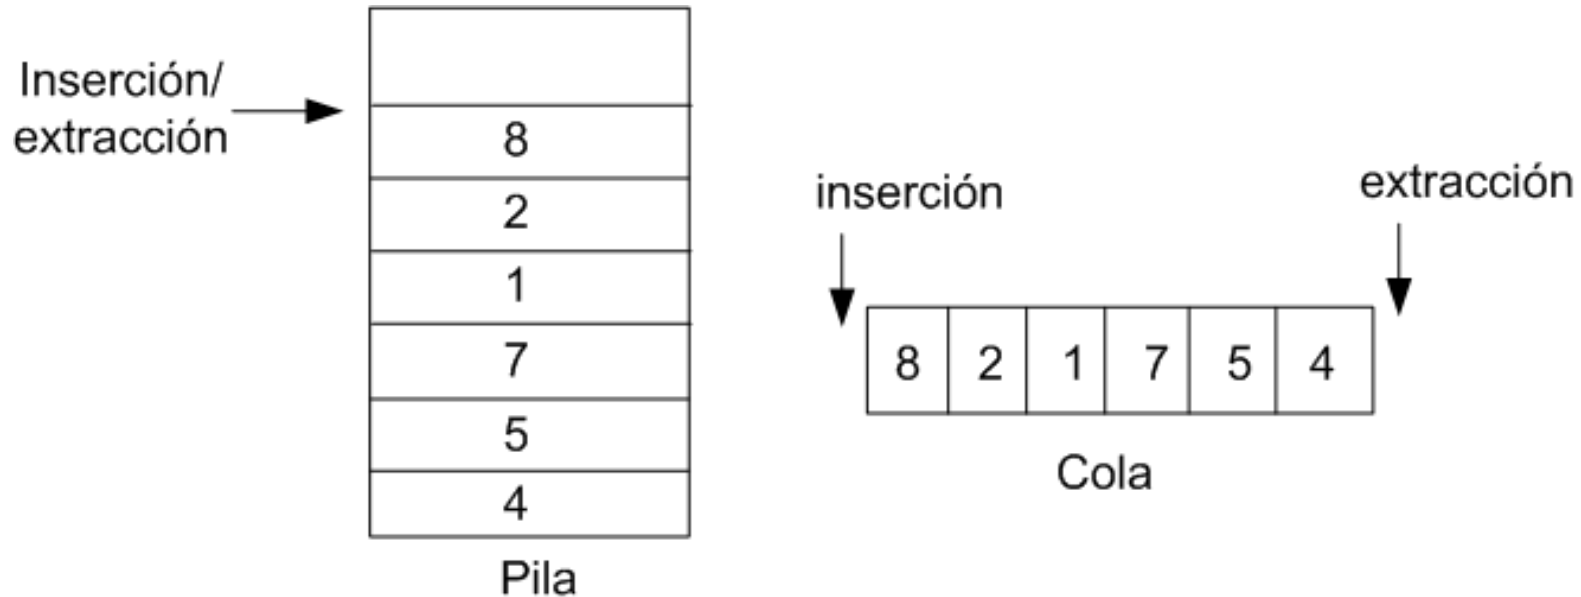 Inserción/
extracción
8
2
1
7
5
4
Pila
inserción
extracción
8 2 1 7 5 4
Cola